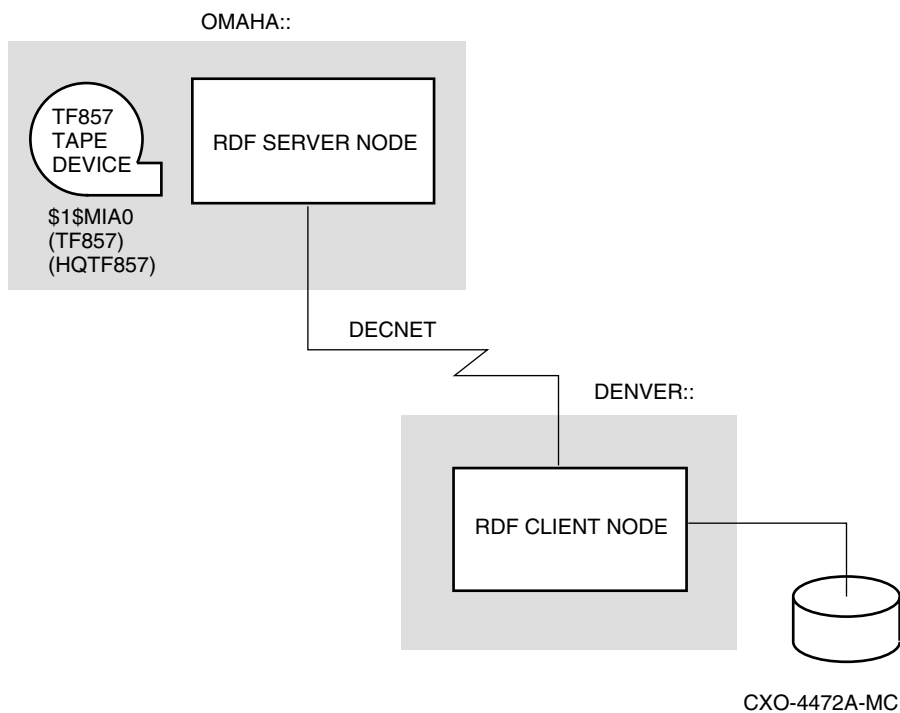 OMAHA::
TF857
TAPE
DEVICE
RDF SERVER NODE
$1$MIA0
(TF857)
(HQTF857)
DECNET
DENVER::
RDF CLIENT NODE
CXO-4472A-MC